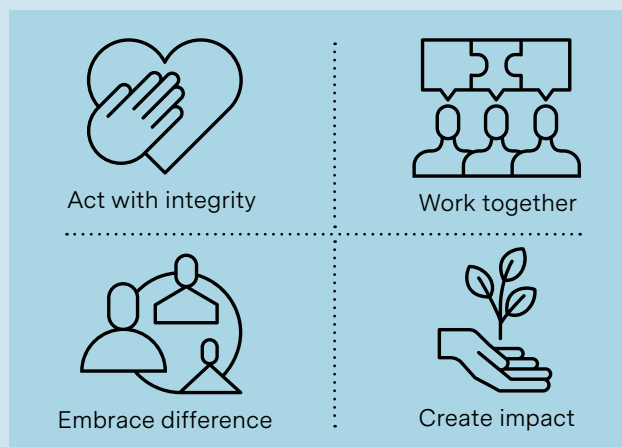 Act with integrity
Work together
Embrace difference
Create impact